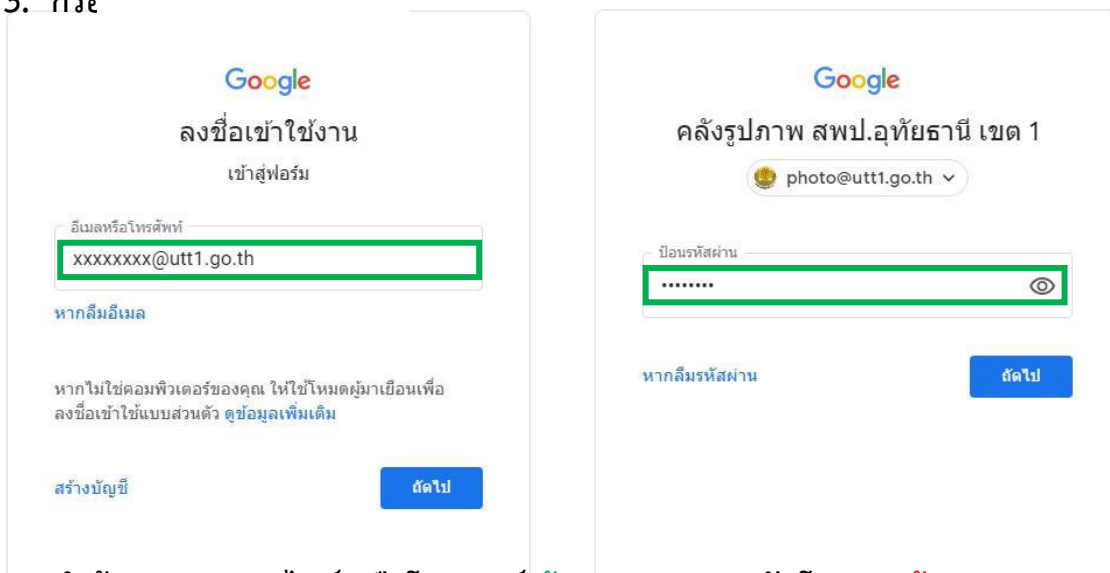 3.
Google
ลงชื่อเข้าใช้งาน
เข้าสู่ฟอร์ม
อีเมลหรือโทรศัพท์
xxxxxxxx@utt1.go.th
หากลืมอีเมล
หากไม่ใช่คอมพิวเตอร์ของคุณ ให้ใช้โหมดผู้มาเยือนเพื่อ
ลงชื่อเข้าใช้แบบส่วนตัว ดูข้อมูลเพิ่มเติม
สร้างบัญชี
ถัดไป
Google
คลังรูปภาพ สพป.อุทัยธานี เขต 1
photo@utt1.go.th
ป้อนรหัสผ่าน
••••••••
หากลืมรหัสผ่าน
ถัดไป